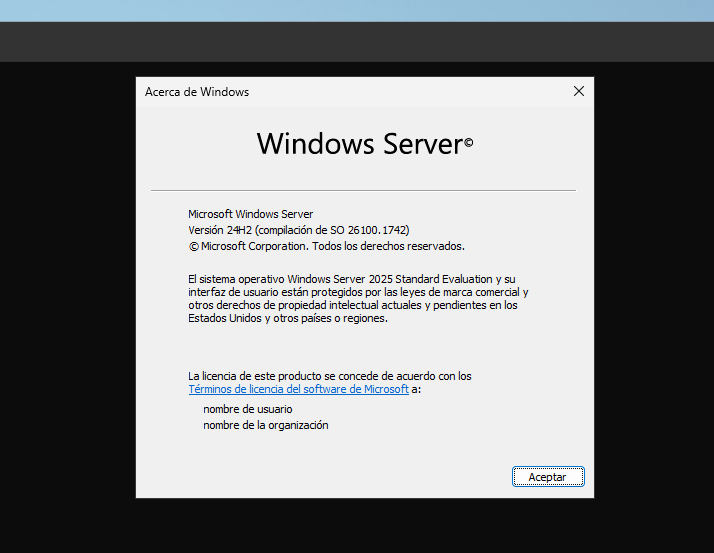 Acerca de Windows
Windows Server©
Microsoft Windows Server
Versión 24H2 (compilación de SO 26100.1742)
© Microsoft Corporation. Todos los derechos reservados.
El sistema operativo Windows Server 2025 Standard Evaluation y su
interfaz de usuario están protegidos por las leyes de marca comercial y
otros derechos de propiedad intelectual actuales y pendientes en los
Estados Unidos y otros países o regiones.
La licencia de este producto se concede de acuerdo con los
Términos de licencia del software de Microsoft a:
nombre de usuario
nombre de la organización
Aceptar